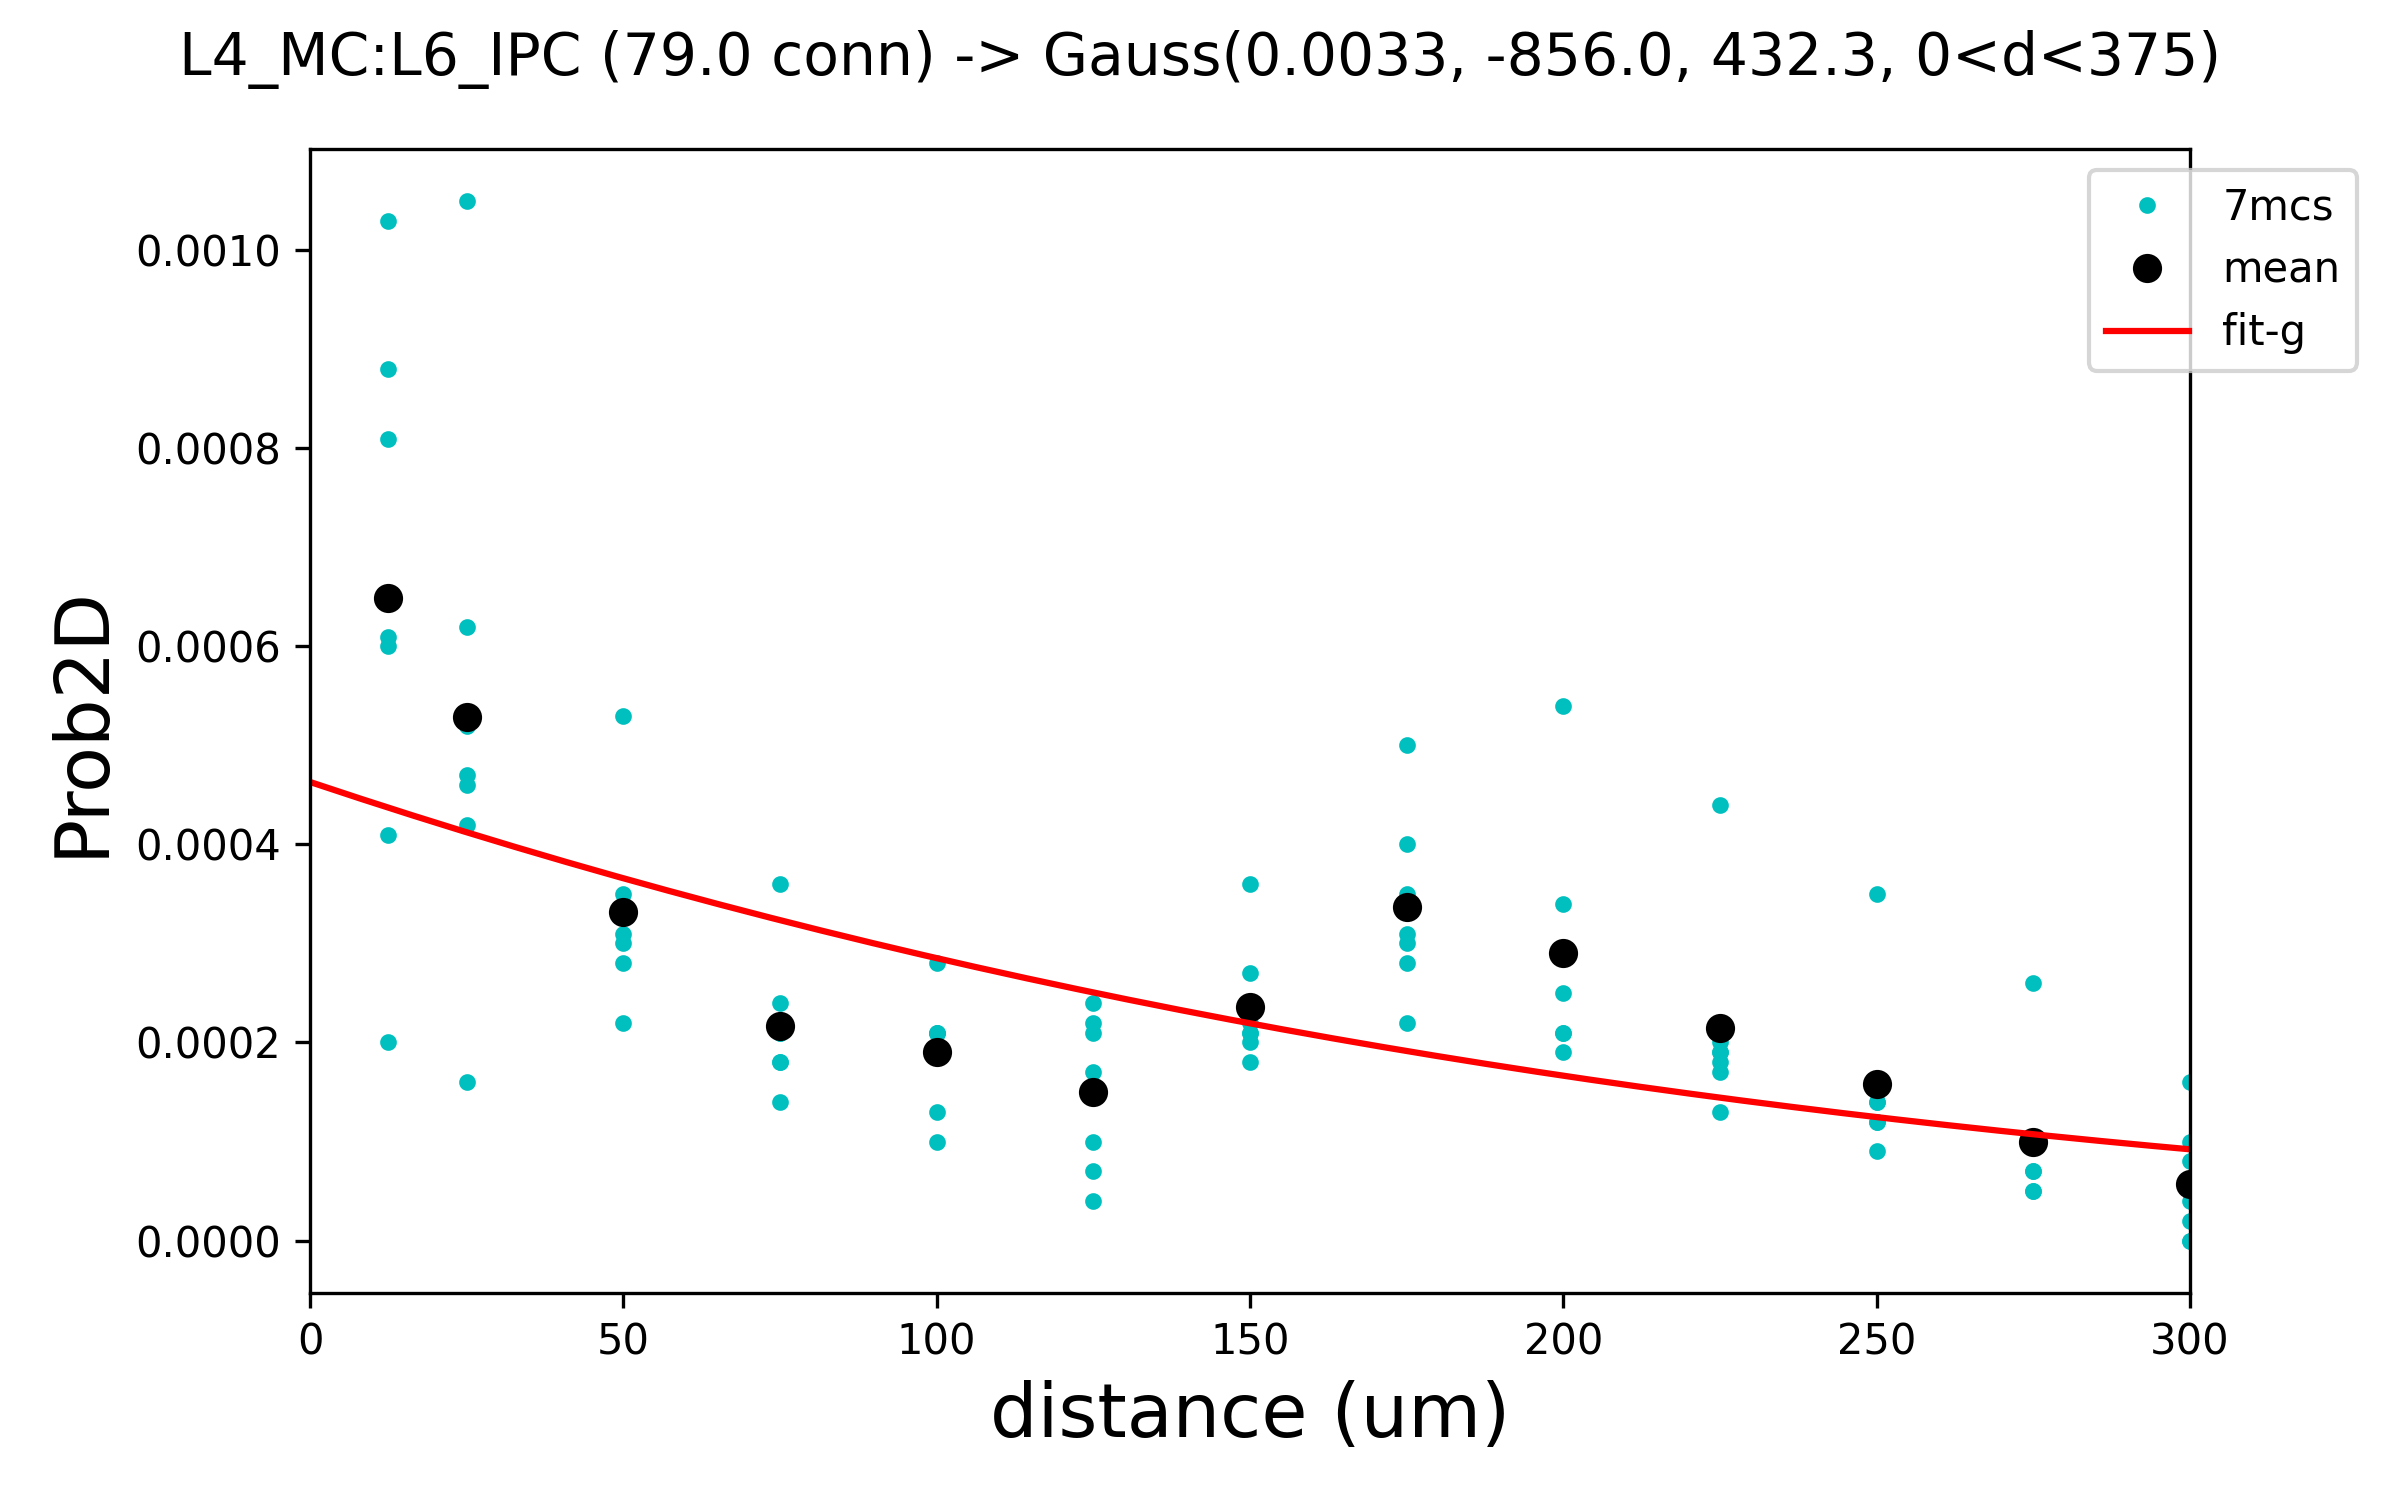 L4_MC:L6_IPC (79.0 conn) -> Gauss(0.0033, -856.0, 432.3, 0<d<375)
7mcs
mean
fit-g
Prob2D
0.0010
0.0008
0.0006
0.0004
0.0002
0.0000
0 50 100 150 200 250 300
distance (um)